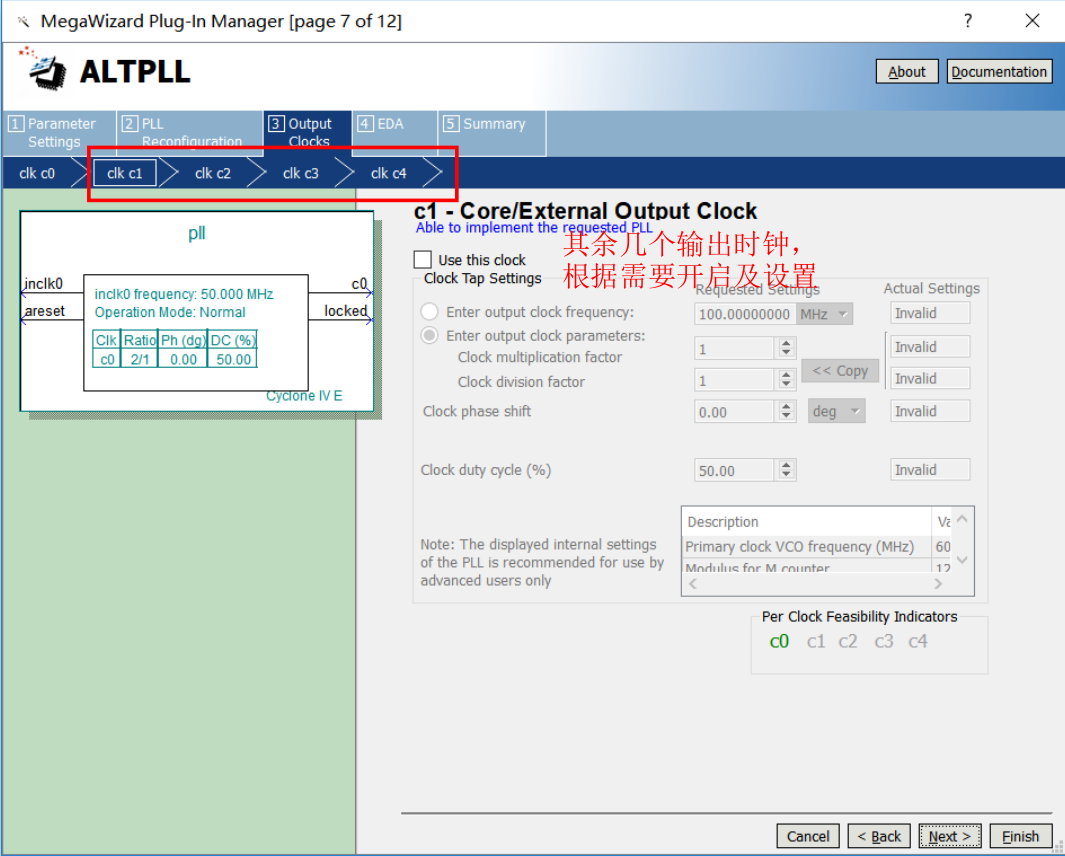 MegaWizard Plug-In Manager [page 7 of 12]
?
ALTPLL
About
Documentation
1 Parameter Settings
2 PLL Reconfiguration
3 Output Clocks
4 EDA
5 Summary
clk c0
clk c1
clk c2
clk c3
clk c4
pll
inclk0
areset
c0
locked
inclk0 frequency: 50.000 MHz
Operation Mode: Normal
Clk Ratio Ph (dg) DC (%)
c0 2/1 0.00 50.00
Cyclone IV E
c1 - Core/External Output Clock
Able to implement the requested PLL
其余几个输出时钟，
根据需要开启及设置
Use this clock
Clock Tap Settings
Requested Settings
Actual Settings
Enter output clock frequency:
100.00000000 MHz
Invalid
Enter output clock parameters:
Clock multiplication factor
1
Invalid
<< Copy
Clock division factor
1
Invalid
Clock phase shift
0.00
deg
Invalid
Clock duty cycle (%)
50.00
Invalid
Note: The displayed internal settings
of the PLL is recommended for use by
advanced users only
Description
Primary clock VCO frequency (MHz) 60
Modulus for M counter 12
Per Clock Feasibility Indicators
c0 c1 c2 c3 c4
Cancel
< Back
Next >
Finish